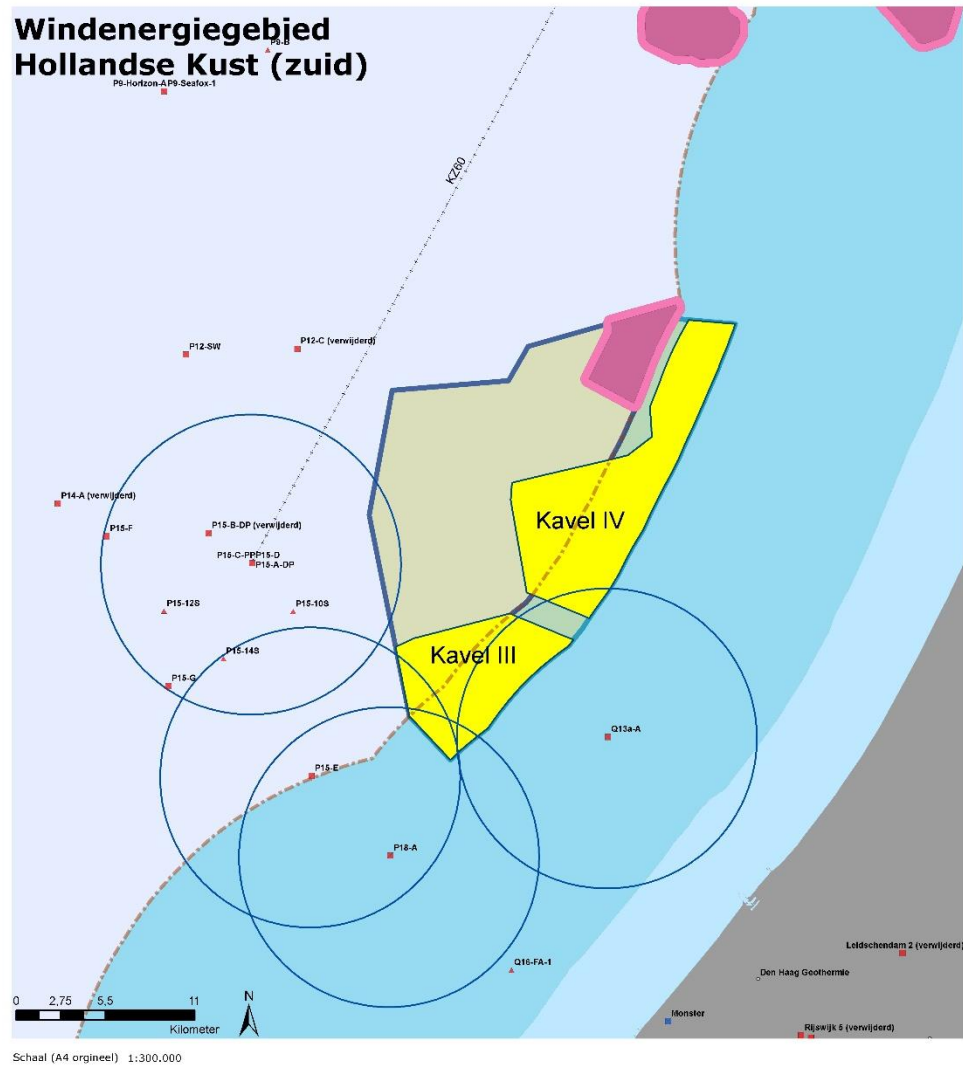 Windenergiegebied
P9-B
Hollandse Kust (zuid)
P9-Horizon-AP9-Seafox-1
KZ60
P12-SW
P12-C (verwijderd)
P14-A (verwijderd)
P15-F
P15-B-DP (verwijderd)
P15-C-PPP15-D
P15-A-DP
P15-12S
P15-10S
Kavel IV
P15-14S
Kavel III
P15-G
Q13a-A
P15-E
P18-A
Leidschendam 2 (verwijderd)
Q16-FA-1
Den Haag Geothermie
0 2,75 5,5 11
N
Kilometer
Monster
Rijswijk 5 (verwijderd)
Schaal (A4 orgineel) 1:300.000